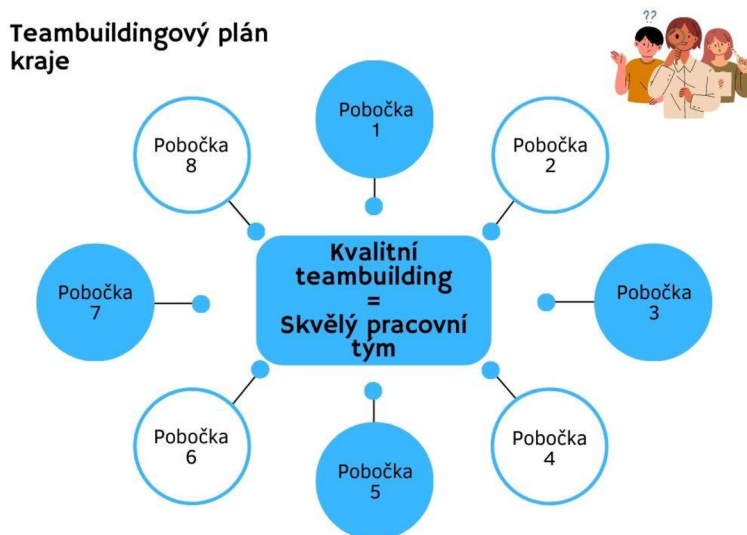 Teambuildingový plán
kraje
??
Pobočka
1
Pobočka
8
Pobočka
2
Kvalitní
teambuilding
=
Skvělý pracovní
tým
Pobočka
7
Pobočka
3
Pobočka
6
Pobočka
4
Pobočka
5